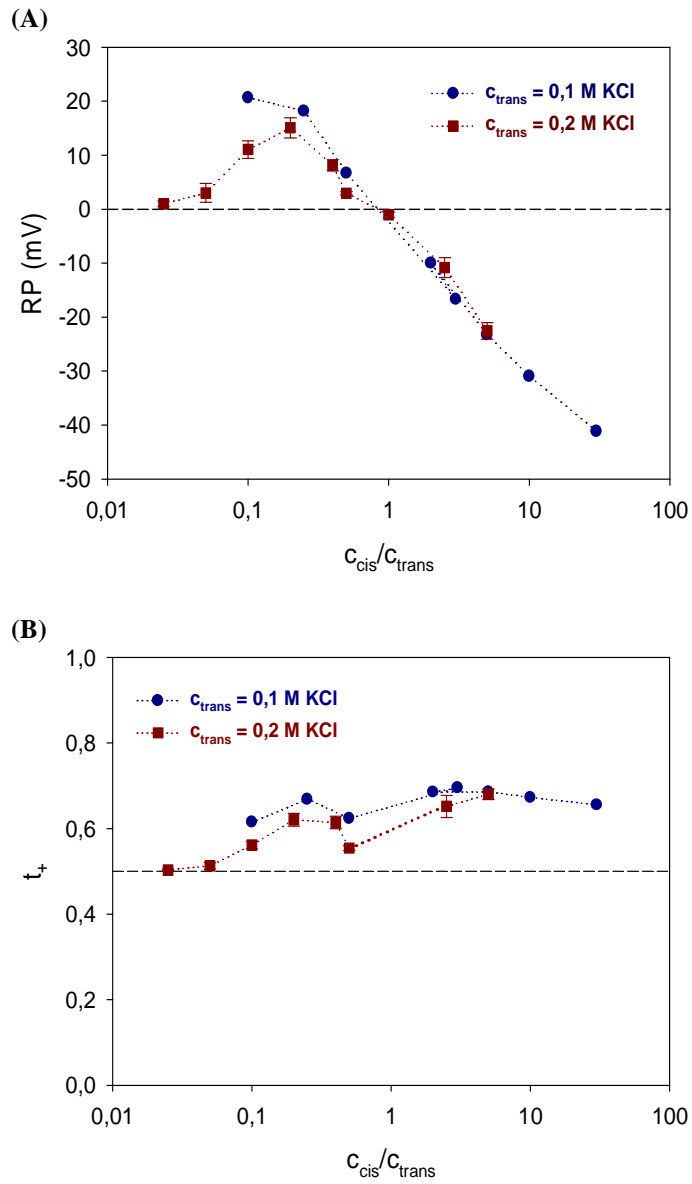 (A)
30
20
10
0
-10
-20
-30
-40
-50
RP (mV)
c_trans = 0,1 M KCl
c_trans = 0,2 M KCl
0,01 0,1 1 10 100
c_cis/c_trans
(B)
1,0
0,8
0,6
0,4
0,2
0,0
t_+
c_trans = 0,1 M KCl
c_trans = 0,2 M KCl
0,01 0,1 1 10 100
c_cis/c_trans